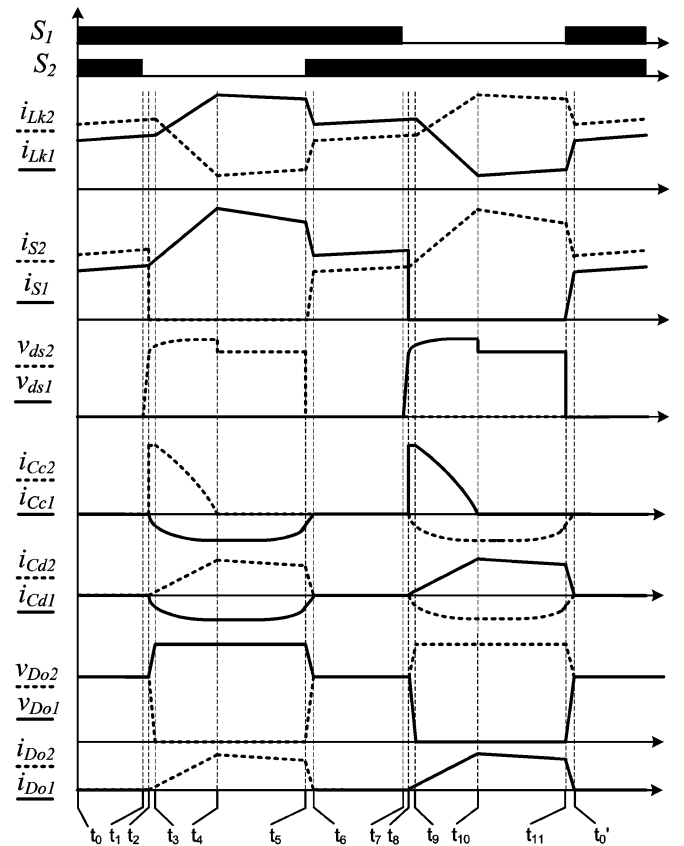 S1
S2
iLk2
iLk1
iS2
iS1
vds2
vds1
iCc2
iCc1
iCd2
iCd1
vDo2
vDo1
iDo2
iDo1
t0 t1 t2 t3 t4 t5 t6 t7 t8 t9 t10 t11 t0'